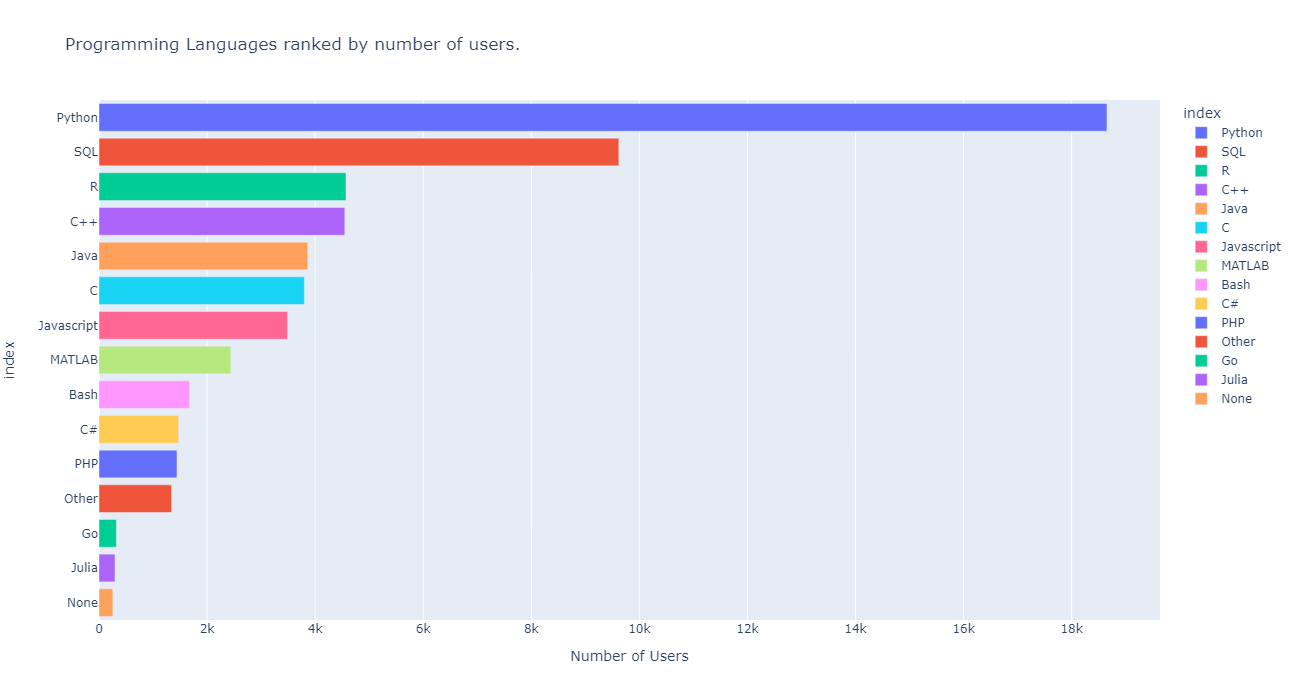 Programming Languages ranked by number of users.
index
Python
SQL
R
C++
Java
C
Javascript
MATLAB
Bash
C#
PHP
Other
Go
Julia
None
0 2k 4k 6k 8k 10k 12k 14k 16k 18k
Number of Users
index
Python
SQL
R
C++
Java
C
Javascript
MATLAB
Bash
C#
PHP
Other
Go
Julia
None